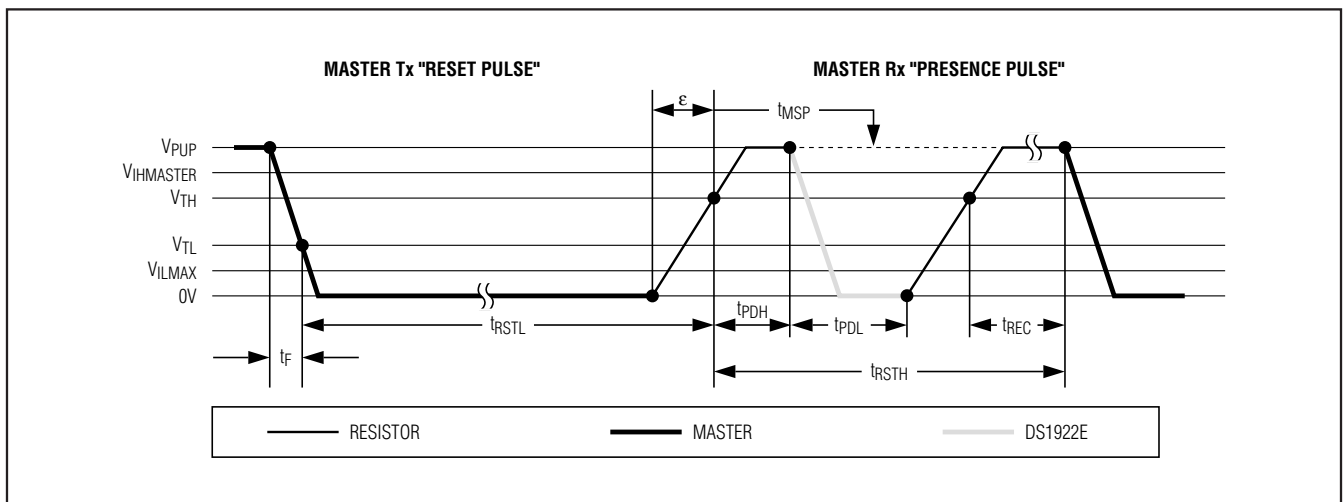 MASTER Tx "RESET PULSE"
MASTER Rx "PRESENCE PULSE"
ε
tMSP
VPUP
VIHMASTER
VTH
VTL
VILMAX
0V
tRSTL
tPDH
tPDL
tREC
tF
tRSTH
RESISTOR
MASTER
DS1922E